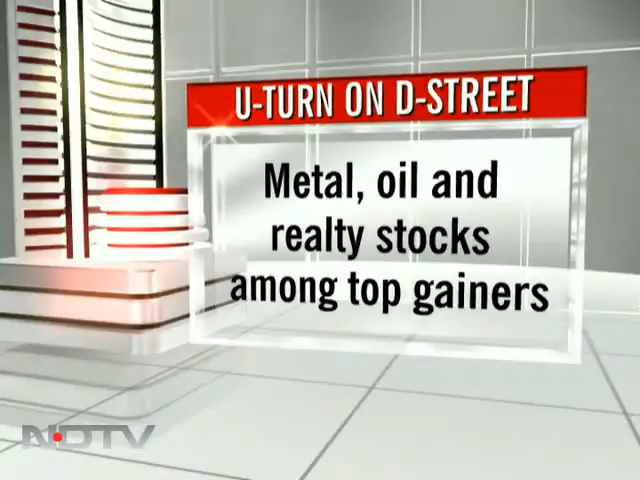 U-TURN ON D-STREET
Metal, oil and
realty stocks
among top gainers
NDTV